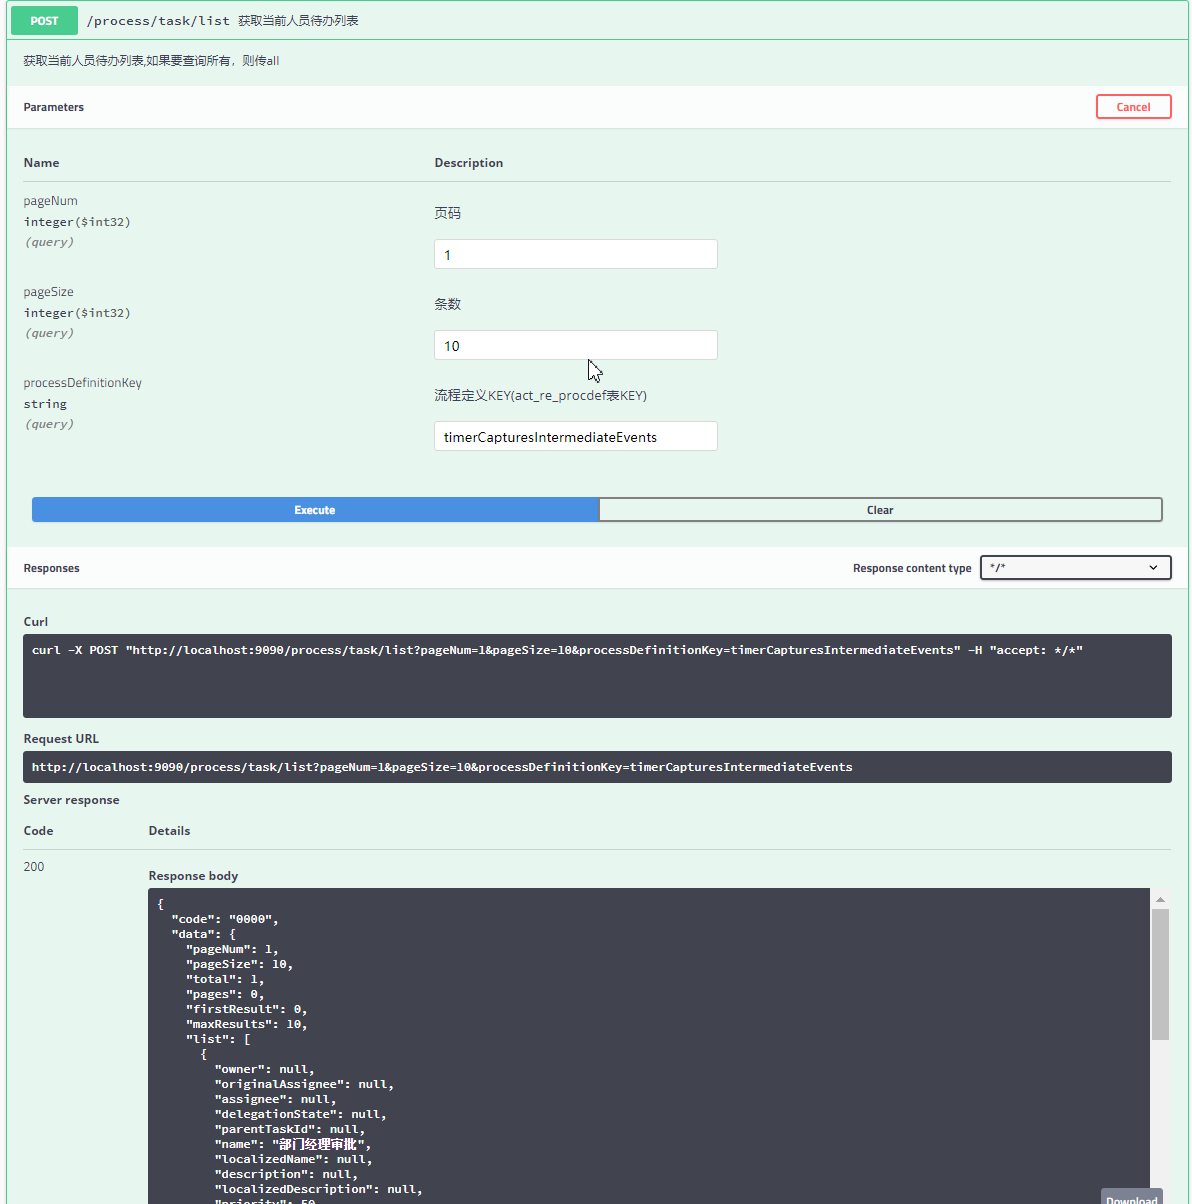 POST /process/task/list 获取当前人员待办列表
获取当前人员待办列表,如果要查询所有，则传all
Parameters
Cancel
Name Description
pageNum
integer($int32)
(query)
页码
1
pageSize
integer($int32)
(query)
条数
10
processDefinitionKey
string
(query)
流程定义KEY(act_re_procdef表KEY)
timerCapturesIntermediateEvents
Execute Clear
Responses Response content type */*
Curl
curl -X POST "http://localhost:9090/process/task/list?pageNum=1&pageSize=10&processDefinitionKey=timerCapturesIntermediateEvents" -H "accept: */*"
Request URL
http://localhost:9090/process/task/list?pageNum=1&pageSize=10&processDefinitionKey=timerCapturesIntermediateEvents
Server response
Code Details
200
Response body
{
"code": "0000",
"data": {
"pageNum": 1,
"pageSize": 10,
"total": 1,
"pages": 0,
"firstResult": 0,
"maxResults": 10,
"list": [
{
"owner": null,
"originalAssignee": null,
"assignee": null,
"delegationState": null,
"parentTaskId": null,
"name": "部门经理审批",
"localizedName": null,
"description": null,
"localizedDescription": null,
"priority": 50,
Download